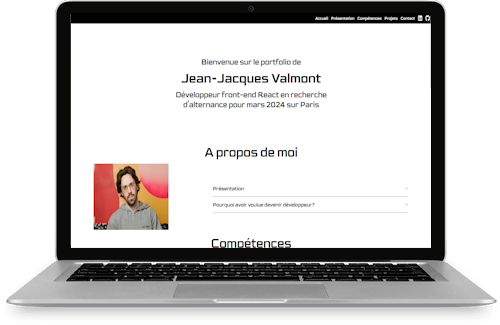 Accueil Présentation Compétences Projets Contact
Bienvenue sur le portfolio de
Jean-Jacques Valmont
Développeur front-end React en recherche
d'alternance pour mars 2024 sur Paris
A propos de moi
Présentation
Pourquoi avoir voulue devenir développeur?
Compétences